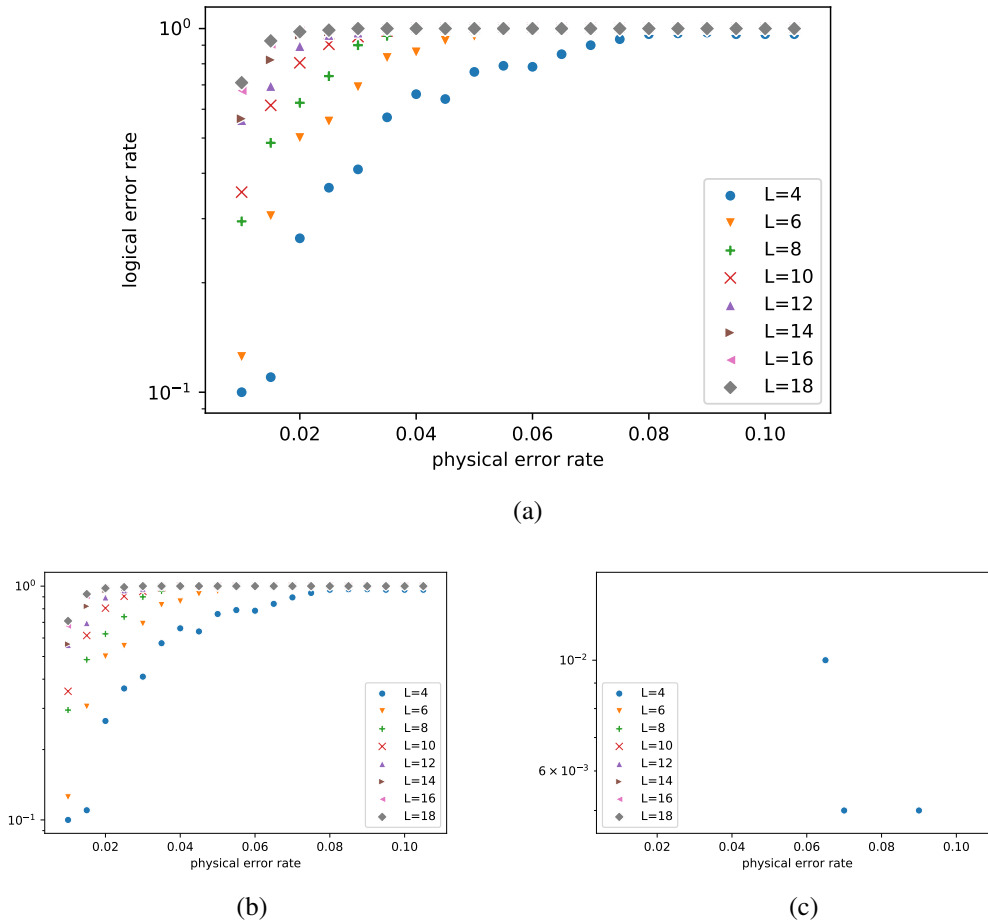 10⁰
logical error rate
10⁻¹
L=4
L=6
L=8
L=10
L=12
L=14
L=16
L=18
0.02 0.04 0.06 0.08 0.10
physical error rate
(a)
10⁰
10⁻¹
L=4
L=6
L=8
L=10
L=12
L=14
L=16
L=18
0.02 0.04 0.06 0.08 0.10
physical error rate
(b)
10⁻²
6 × 10⁻³
L=4
L=6
L=8
L=10
L=12
L=14
L=16
L=18
0.02 0.04 0.06 0.08 0.10
physical error rate
(c)